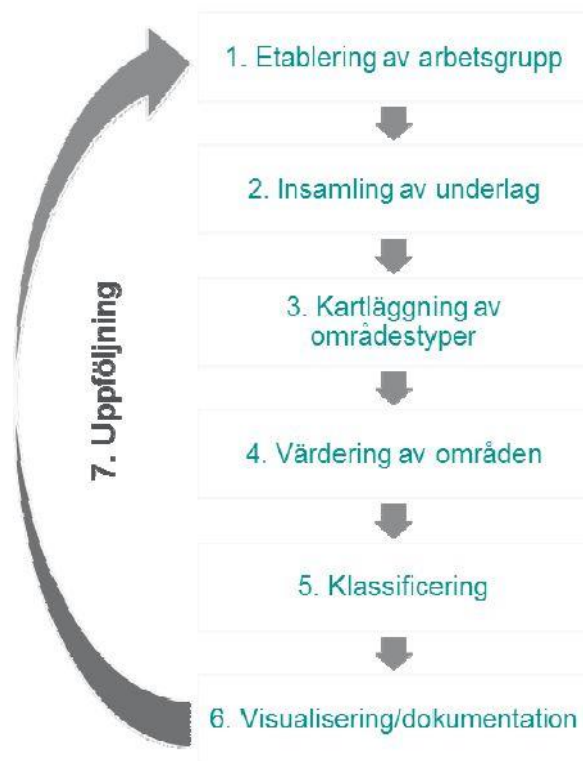 1. Etablering av arbetsgrupp
2. Insamling av underlag
3. Kartläggning av
områdestyper
4. Värdering av områden
5. Klassificering
6. Visualisering/dokumentation
7. Uppföljning